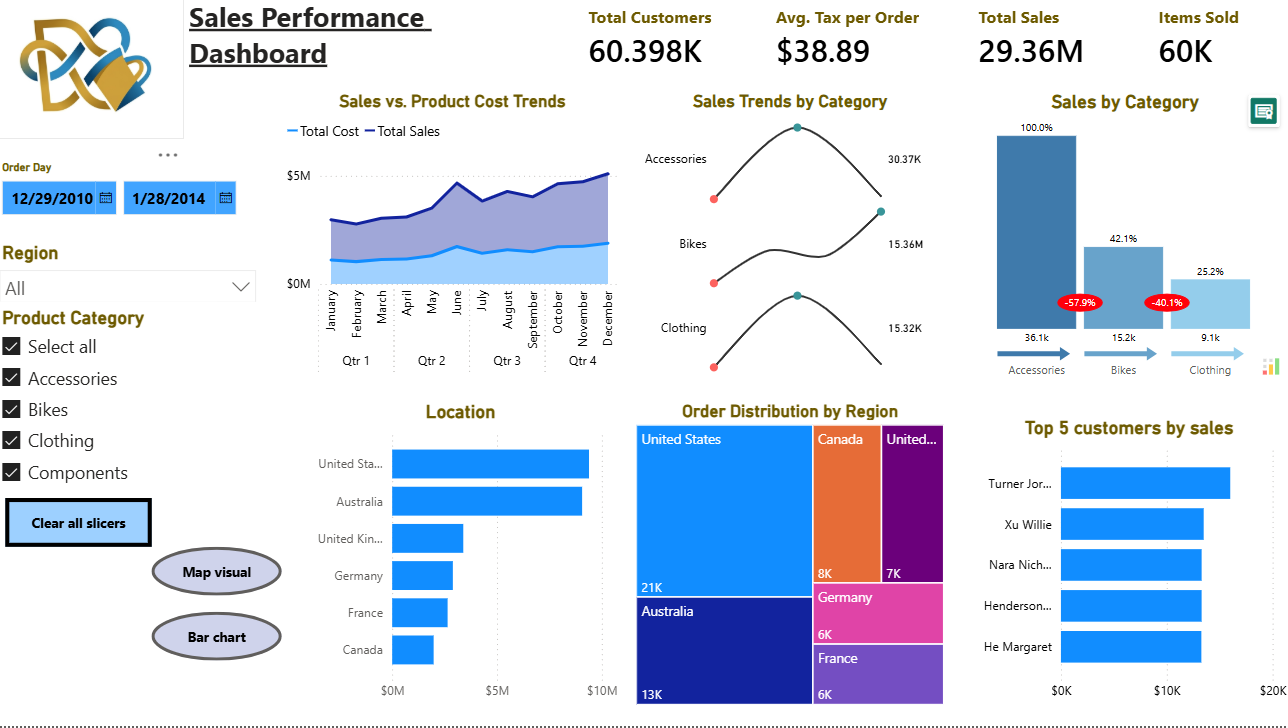 Sales Performance
Dashboard
Total Customers
60.398K
Avg. Tax per Order
$38.89
Total Sales
29.36M
Items Sold
60K
Order Day
12/29/2010
1/28/2014
Region
All
Product Category
Select all
Accessories
Bikes
Clothing
Components
Clear all slicers
Map visual
Bar chart
Sales vs. Product Cost Trends
Total Cost
Total Sales
$5M
$0M
January
February
March
April
May
June
July
August
September
October
November
December
Qtr 1
Qtr 2
Qtr 3
Qtr 4
Sales Trends by Category
Accessories
30.37K
Bikes
15.36M
Clothing
15.32K
Sales by Category
100.0%
42.1%
25.2%
-57.9%
-40.1%
36.1k
15.2k
9.1k
Accessories
Bikes
Clothing
Location
United Sta...
Australia
United Kin...
Germany
France
Canada
$0M
$5M
$10M
Order Distribution by Region
United States
21K
Australia
13K
Canada
8K
United...
7K
Germany
6K
France
6K
Top 5 customers by sales
Turner Jor...
Xu Willie
Nara Nich...
Henderson...
He Margaret
$0K
$10K
$20K